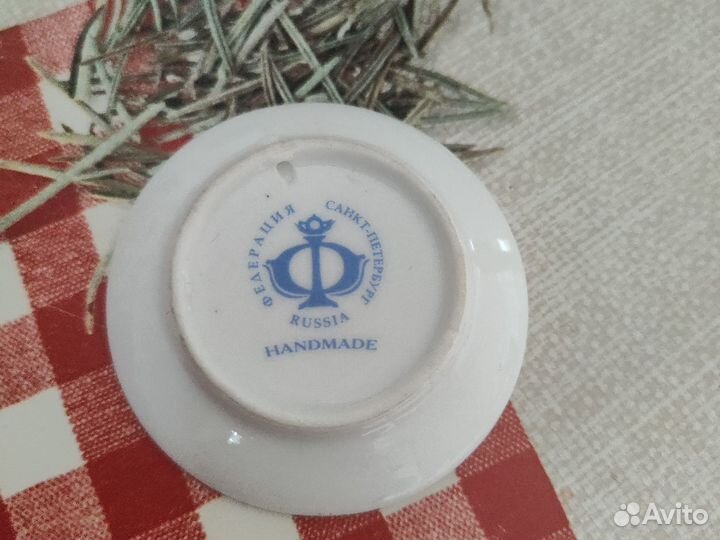 ФЕДЕРАЦИЯ САНКТ-ПЕТЕРБУРГ
Ф
RUSSIA
HANDMADE
Avito